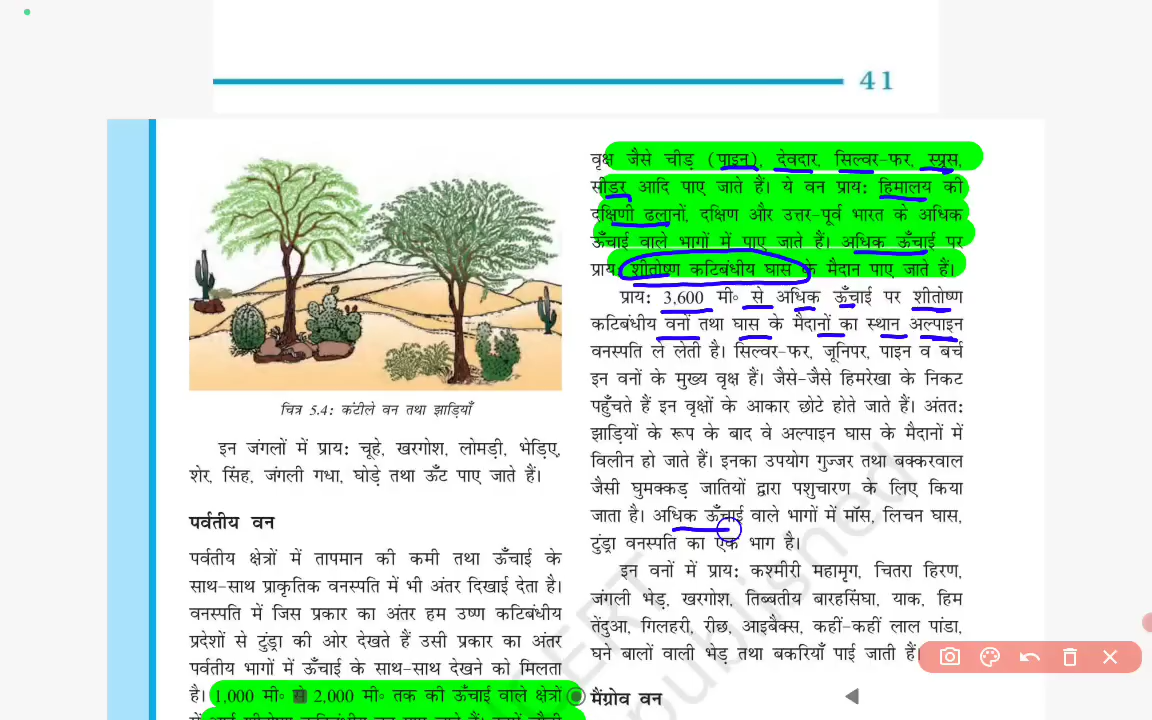 41
चित्र 5.4: कंटीले वन तथा झाड़ियाँ
इन जंगलों में प्राय: चूहे, खरगोश, लोमड़ी, भेड़िए,
शेर, सिंह, जंगली गधा, घोड़े तथा ऊँट पाए जाते हैं।
पर्वतीय वन
पर्वतीय क्षेत्रों में तापमान की कमी तथा ऊँचाई के
साथ-साथ प्राकृतिक वनस्पति में भी अंतर दिखाई देता है।
वनस्पति में जिस प्रकार का अंतर हम उष्ण कटिबंधीय
प्रदेशों से टुंड्रा की ओर देखते हैं उसी प्रकार का अंतर
पर्वतीय भागों में ऊँचाई के साथ-साथ देखने को मिलता
है। 1,000 मी॰ से 2,000 मी॰ तक की ऊँचाई वाले क्षेत्रों
वृक्ष जैसे चीड़ (पाइन), देवदार, सिल्वर-फर, स्प्रूस,
सीडर आदि पाए जाते हैं। ये वन प्राय: हिमालय की
दक्षिणी ढलानों, दक्षिण और उत्तर-पूर्व भारत के अधिक
ऊँचाई वाले भागों में पाए जाते हैं। अधिक ऊँचाई पर
प्राय: शीतोष्ण कटिबंधीय घास के मैदान पाए जाते हैं।
प्राय: 3,600 मी॰ से अधिक ऊँचाई पर शीतोष्ण
कटिबंधीय वनों तथा घास के मैदानों का स्थान अल्पाइन
वनस्पति ले लेती है। सिल्वर-फर, जूनिपर, पाइन व बर्च
इन वनों के मुख्य वृक्ष हैं। जैसे-जैसे हिमरेखा के निकट
पहुँचते हैं इन वृक्षों के आकार छोटे होते जाते हैं। अंतत:
झाड़ियों के रूप के बाद वे अल्पाइन घास के मैदानों में
विलीन हो जाते हैं। इनका उपयोग गुज्जर तथा बक्करवाल
जैसी घुमक्कड़ जातियों द्वारा पशुचारण के लिए किया
जाता है। अधिक ऊँचाई वाले भागों में मॉस, लिचन घास,
टुंड्रा वनस्पति का एक भाग है।
इन वनों में प्राय: कश्मीरी महामृग, चितरा हिरण,
जंगली भेड़, खरगोश, तिब्बतीय बारहसिंघा, याक, हिम
तेंदुआ, गिलहरी, रीछ, आइबैक्स, कहीं-कहीं लाल पांडा,
घने बालों वाली भेड़ तथा बकरियाँ पाई जाती हैं।
मैंग्रोव वन